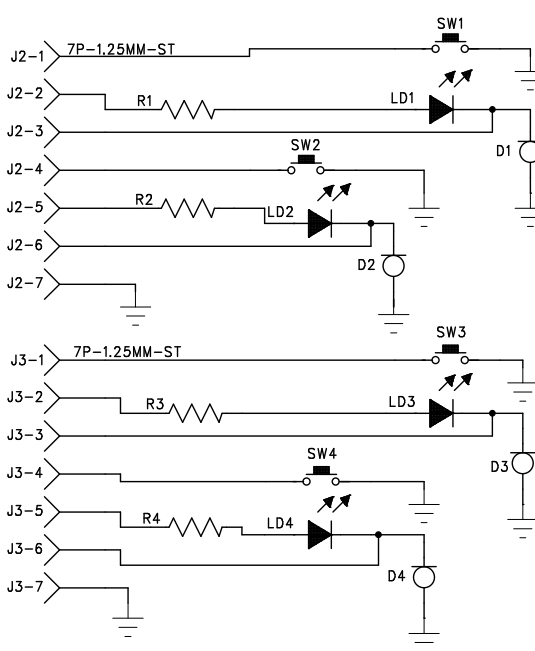 SW1
J2-1 7P-1.25MM-ST
J2-2 R1 LD1
J2-3 D1
J2-4 SW2
J2-5 R2 LD2
J2-6 D2
J2-7
SW3
J3-1 7P-1.25MM-ST
J3-2 R3 LD3
J3-3 D3
J3-4 SW4
J3-5 R4 LD4
J3-6 D4
J3-7